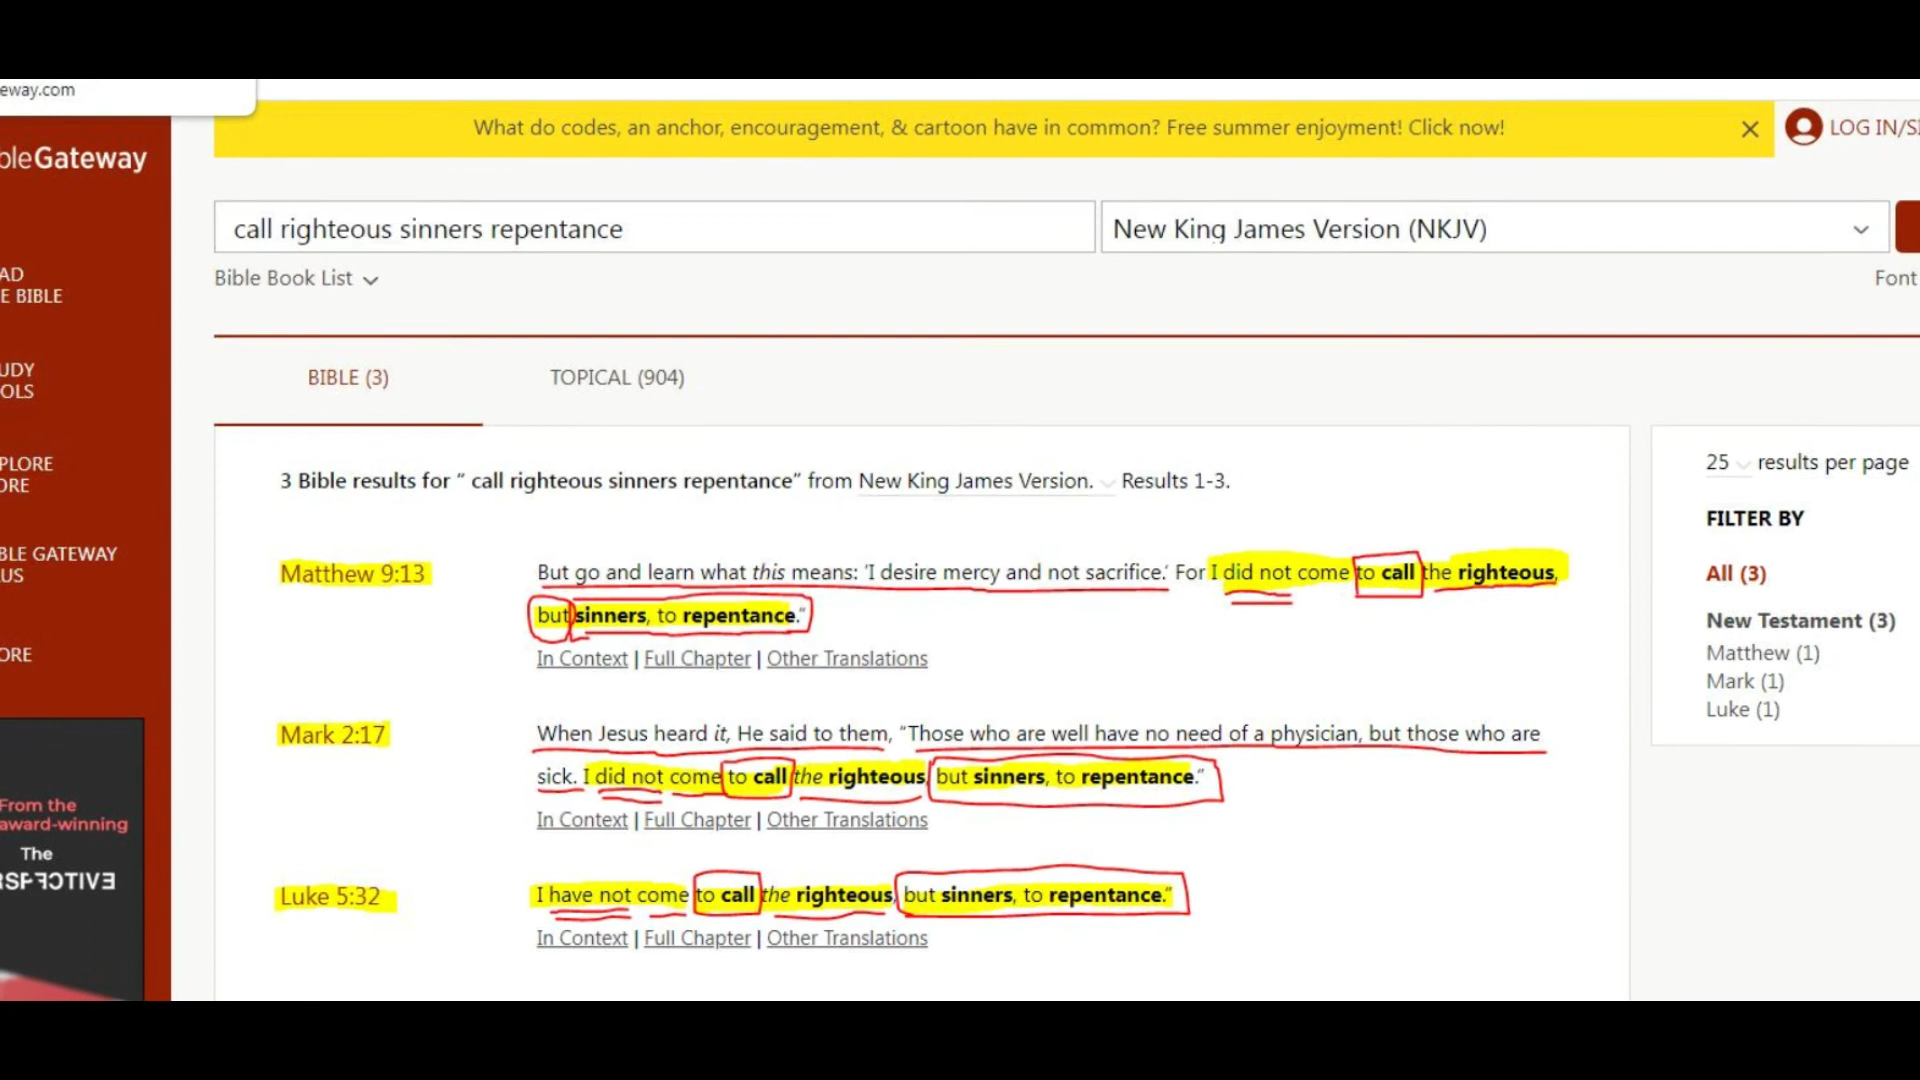 eway.com
What do codes, an anchor, encouragement, & cartoon have in common? Free summer enjoyment! Click now!
LOG IN/SI
bleGateway
call righteous sinners repentance
New King James Version (NKJV)
Bible Book List
Font
AD
E BIBLE
UDY
OLS
PLORE
ORE
BLE GATEWAY
US
ORE
From the
award-winning
The
BIBLE (3)
TOPICAL (904)
3 Bible results for “ call righteous sinners repentance” from New King James Version. Results 1-3.
Matthew 9:13
But go and learn what this means: ‘I desire mercy and not sacrifice.’ For I did not come to call the righteous,
but sinners, to repentance.”
In Context | Full Chapter | Other Translations
Mark 2:17
When Jesus heard it, He said to them, “Those who are well have no need of a physician, but those who are
sick. I did not come to call the righteous, but sinners, to repentance.”
In Context | Full Chapter | Other Translations
Luke 5:32
I have not come to call the righteous, but sinners, to repentance.”
In Context | Full Chapter | Other Translations
25 results per page
FILTER BY
All (3)
New Testament (3)
Matthew (1)
Mark (1)
Luke (1)